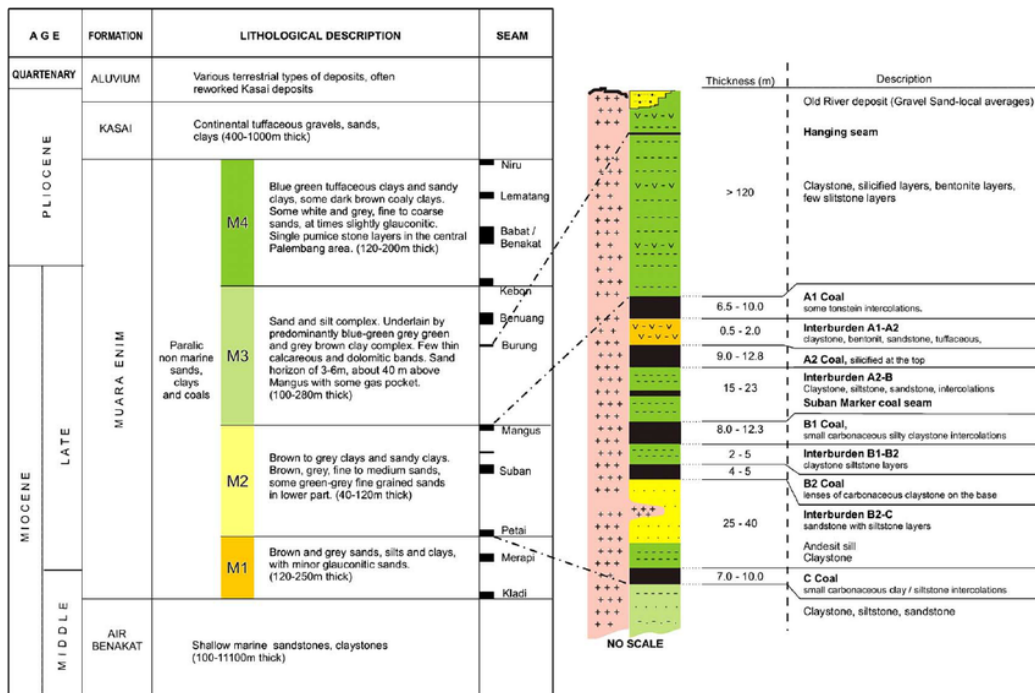 AGE
FORMATION
LITHOLOGICAL DESCRIPTION
SEAM
QUARTENARY
ALUVIUM
Various terrestrial types of deposits, often
reworked Kasai deposits
PLIOCENE
KASAI
Continental tuffaceous gravels, sands,
clays (400-1000m thick)
MIOCENE
LATE
MIDDLE
MUARA ENIM
Paralic
non marine
sands,
clays
and coals
M4
Blue green tuffaceous clays and sandy
clays, some dark brown coaly clays.
Some white and grey, fine to coarse
sands, at times slightly glauconitic.
Single pumice stone layers in the central
Palembang area. (120-200m thick)
Niru
Lematang
Babat /
Benakat
Kebon
M3
Sand and silt complex. Underlain by
predominantly blue-green grey green
and grey brown clay complex. Few thin
calcareous and dolomitic bands. Sand
horizon of 3-6m, about 40 m above
Mangus with some gas pocket.
(100-280m thick)
Benuang
Burung
M2
Brown to grey clays and sandy clays.
Brown, grey, fine to medium sands,
some green-grey fine grained sands
in lower part. (40-120m thick)
Mangus
Suban
Petai
M1
Brown and grey sands, silts and clays,
with minor glauconitic sands.
(120-250m thick)
Merapi
Kladi
AIR
BENAKAT
Shallow marine sandstones, claystones
(100-11100m thick)
Thickness (m)
Description
Old River deposit (Gravel Sand-local averages)
Hanging seam
> 120
Claystone, silicified layers, bentonite layers,
few slitstone layers
6.5 - 10.0
A1 Coal
some tonstein intercolations.
0.5 - 2.0
Interburden A1-A2
claystone, bentonit, sandstone, tuffaceous,
9.0 - 12.8
A2 Coal, silicified at the top
15 - 23
Interburden A2-B
Claystone, siltstone, sandstone, intercolations
Suban Marker coal seam
8.0 - 12.3
B1 Coal,
small carbonaceous silty claystone intercolations
2 - 5
Interburden B1-B2
claystone siltstone layers
4 - 5
B2 Coal
lenses of carbonaceous claystone on the base
25 - 40
Interburden B2-C
sandstone with siltstone layers
Andesit sill
Claystone
7.0 - 10.0
C Coal
small carbonaceous clay / siltstone intercolations
Claystone, siltstone, sandstone
NO SCALE